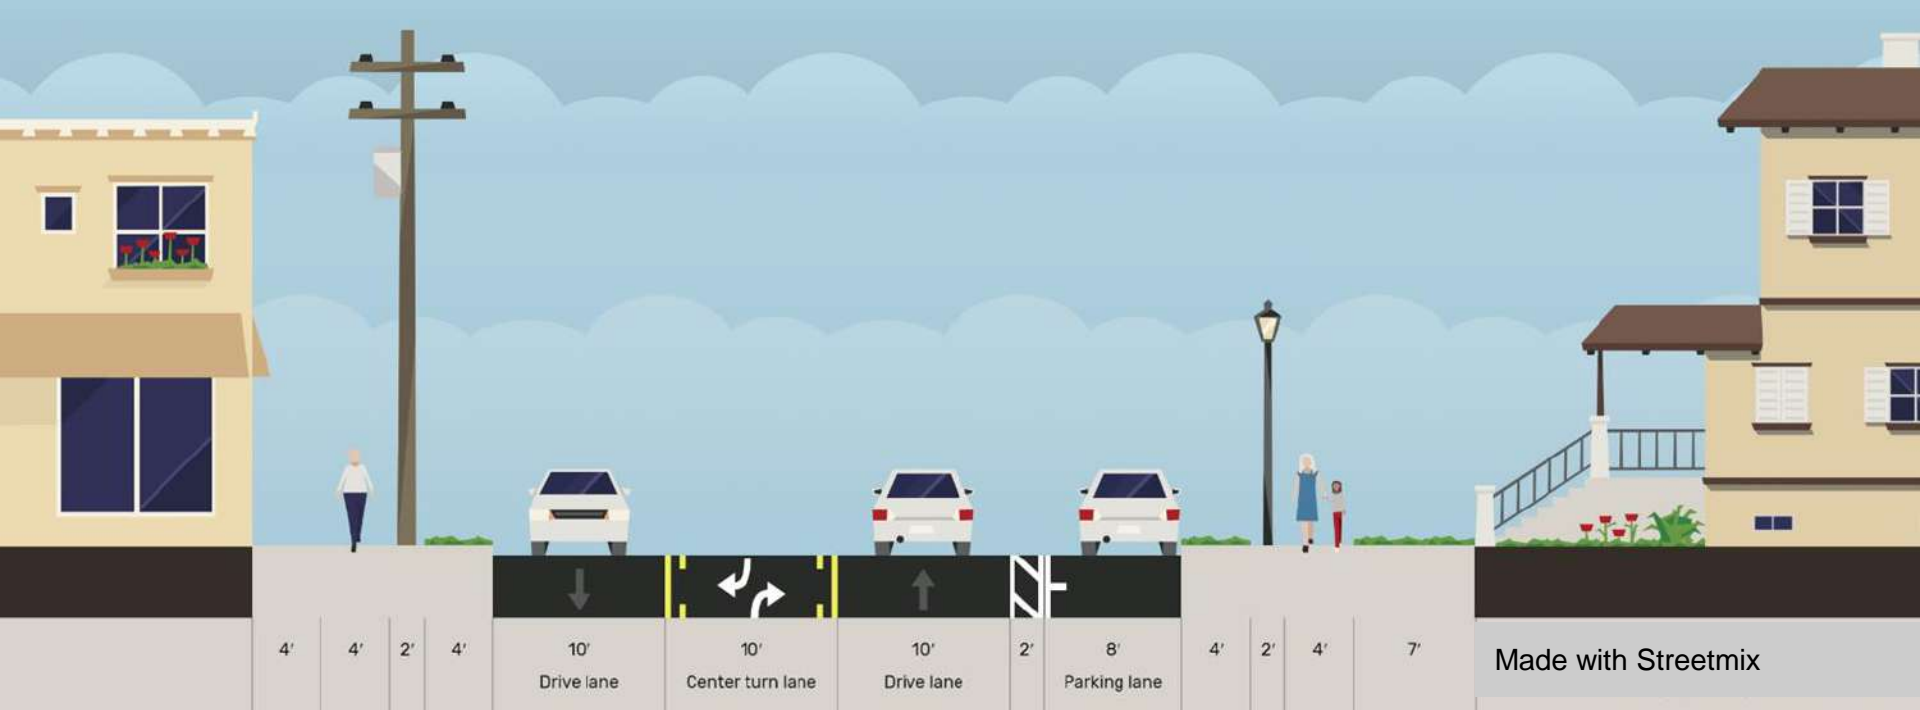 4' 4' 2' 4' 10' 10' 10' 2' 8' 4' 2' 4' 7'
Drive lane Center turn lane Drive lane Parking lane
Made with Streetmix